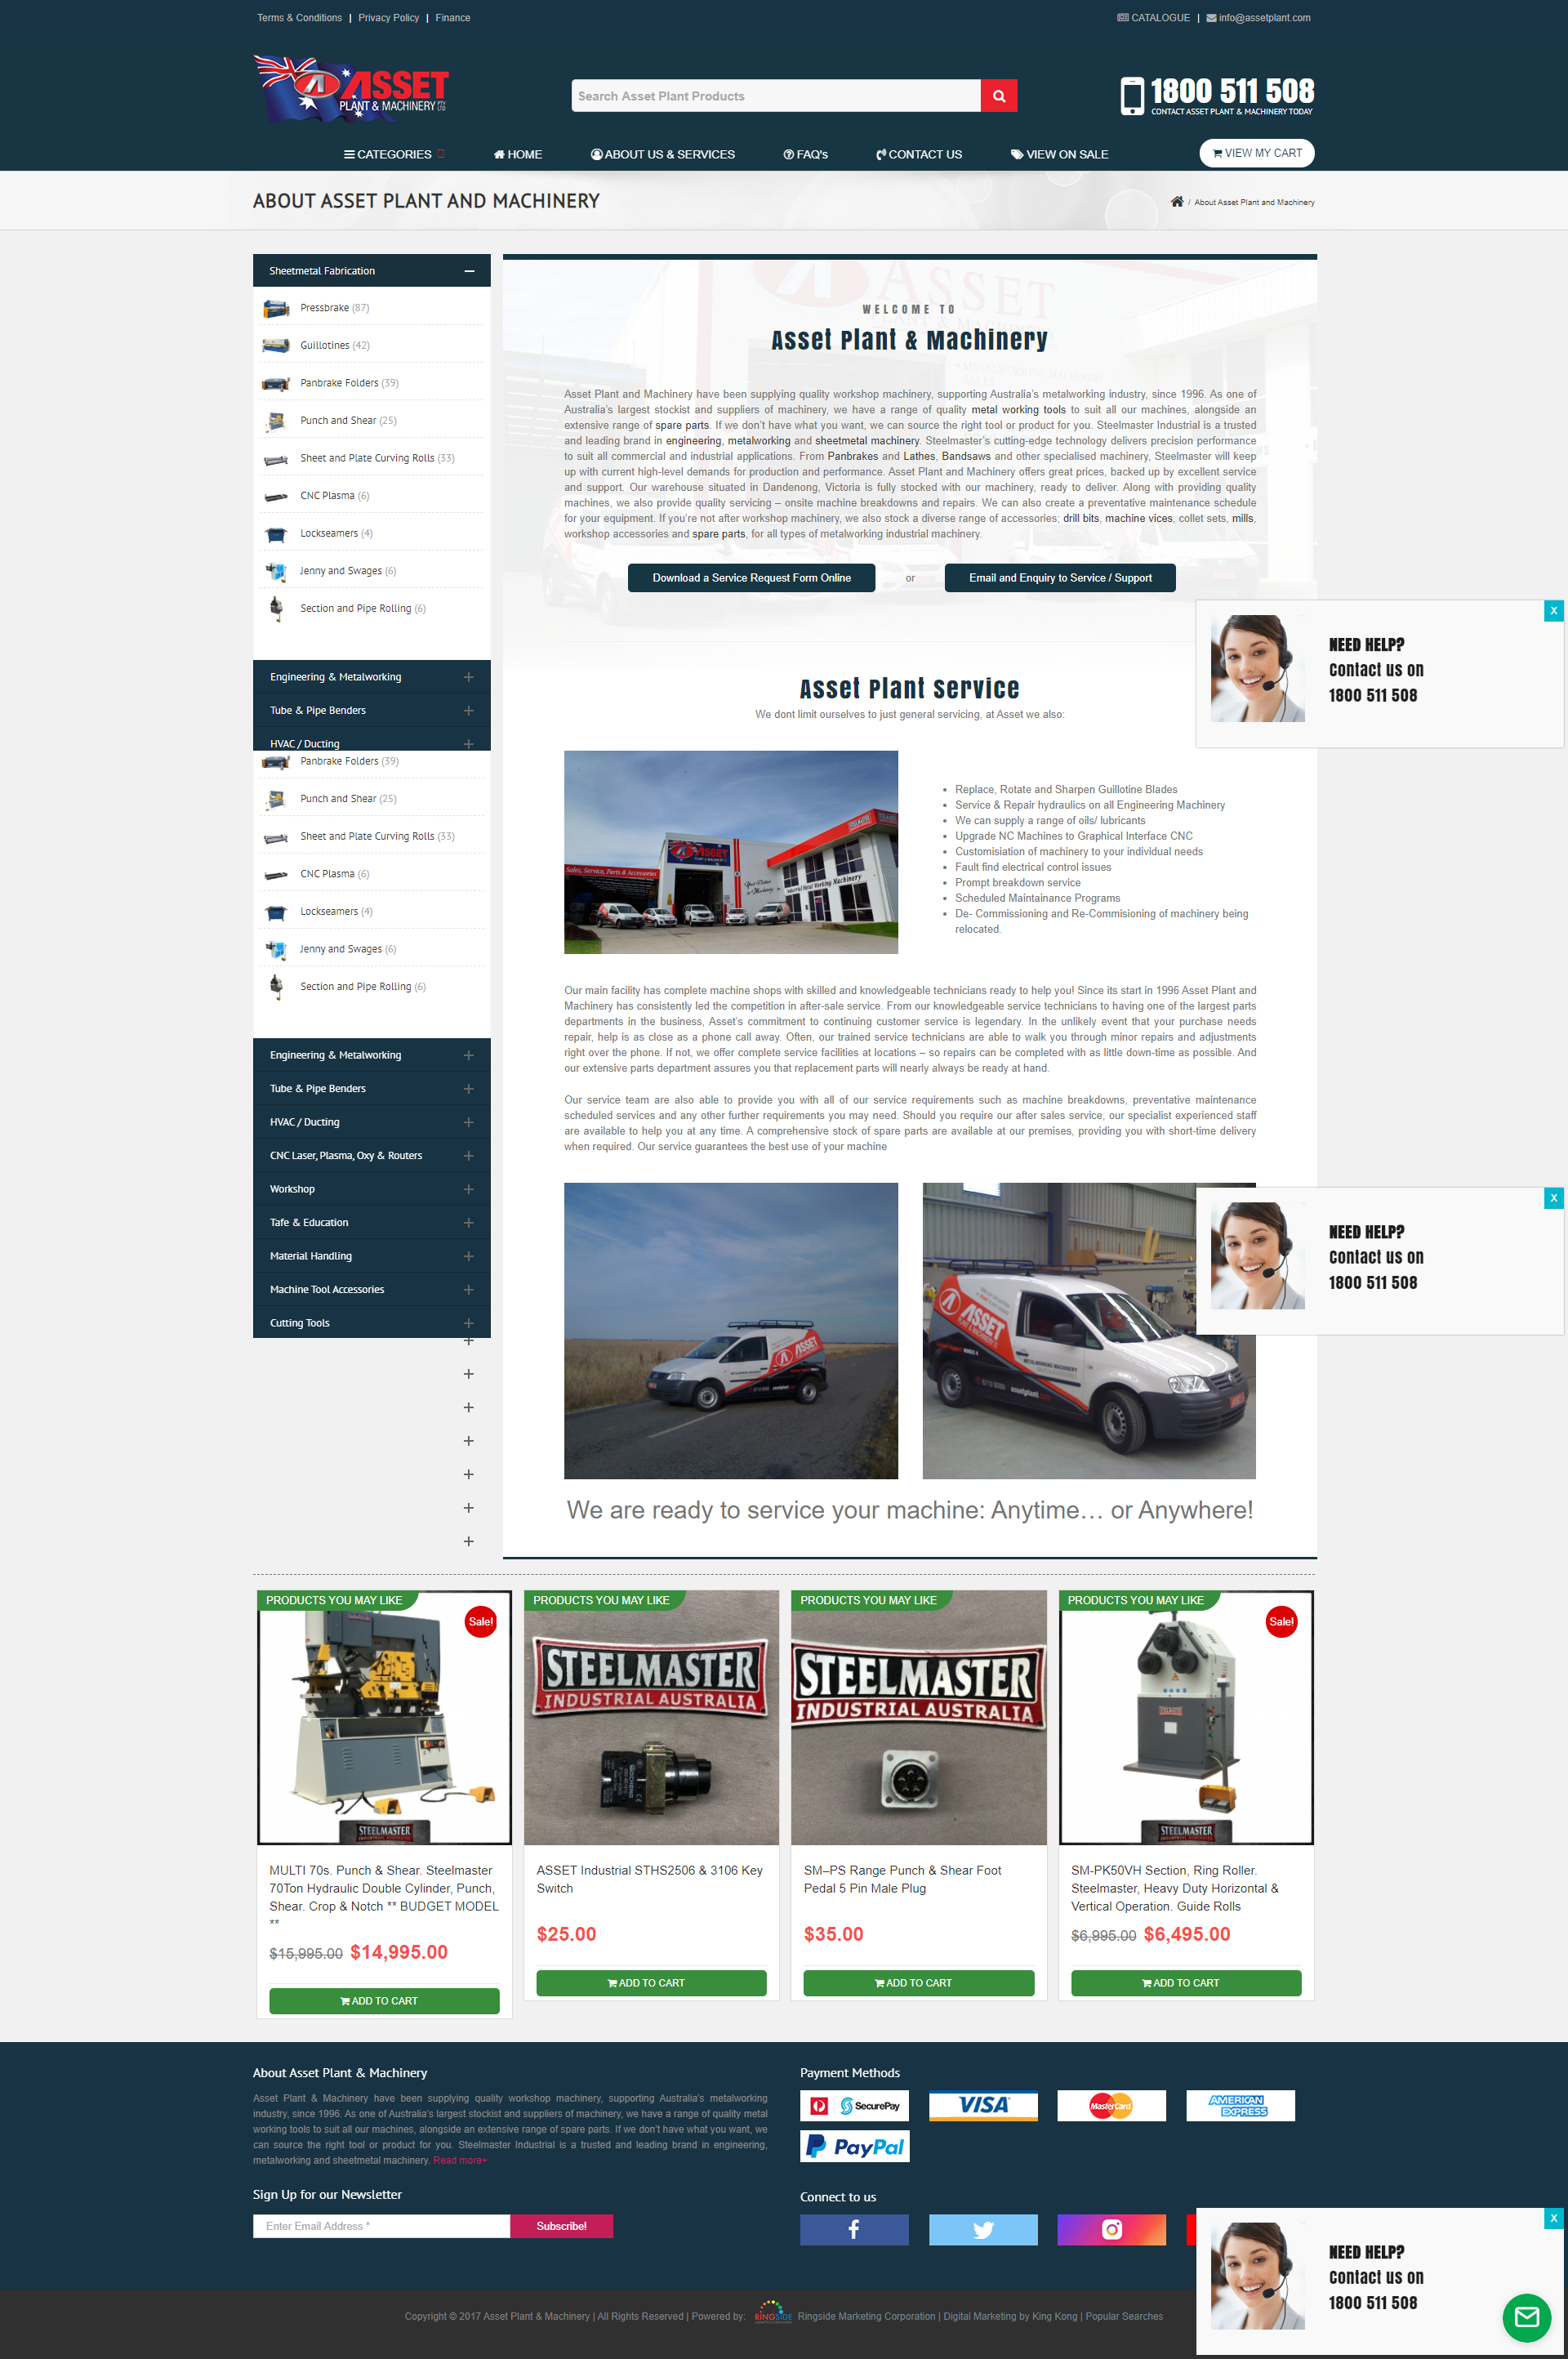 Terms & Conditions | Privacy Policy | Finance
CATALOGUE | info@assetplant.com
ASSET
PLANT & MACHINERY PTY LTD
Search Asset Plant Products
1800 511 508
CONTACT ASSET PLANT & MACHINERY TODAY
CATEGORIES
HOME
ABOUT US & SERVICES
FAQ's
CONTACT US
VIEW ON SALE
VIEW MY CART
ABOUT ASSET PLANT AND MACHINERY
/ About Asset Plant and Machinery
Sheetmetal Fabrication
Pressbrake (87)
Guillotines (42)
Panbrake Folders (39)
Punch and Shear (25)
Sheet and Plate Curving Rolls (33)
CNC Plasma (6)
Lockseamers (4)
Jenny and Swages (6)
Section and Pipe Rolling (6)
Engineering & Metalworking
Tube & Pipe Benders
HVAC / Ducting
Panbrake Folders (39)
Punch and Shear (25)
Sheet and Plate Curving Rolls (33)
CNC Plasma (6)
Lockseamers (4)
Jenny and Swages (6)
Section and Pipe Rolling (6)
Engineering & Metalworking
Tube & Pipe Benders
HVAC / Ducting
CNC Laser, Plasma, Oxy & Routers
Workshop
Tafe & Education
Material Handling
Machine Tool Accessories
Cutting Tools
WELCOME TO
Asset Plant & Machinery
Asset Plant and Machinery have been supplying quality workshop machinery, supporting Australia's metalworking industry, since 1996. As one of
Australia's largest stockist and suppliers of machinery, we have a range of quality metal working tools to suit all our machines, alongside an
extensive range of spare parts. If we don't have what you want, we can source the right tool or product for you. Steelmaster Industrial is a trusted
and leading brand in engineering, metalworking and sheetmetal machinery. Steelmaster's cutting-edge technology delivers precision performance
to suit all commercial and industrial applications. From Panbrakes and Lathes, Bandsaws and other specialised machinery, Steelmaster will keep
up with current high-level demands for production and performance. Asset Plant and Machinery offers great prices, backed up by excellent service
and support. Our warehouse situated in Dandenong, Victoria is fully stocked with our machinery, ready to deliver. Along with providing quality
machines, we also provide quality servicing – onsite machine breakdowns and repairs. We can also create a preventative maintenance schedule
for your equipment. If you're not after workshop machinery, we also stock a diverse range of accessories; drill bits, machine vices, collet sets, mills,
workshop accessories and spare parts, for all types of metalworking industrial machinery.
Download a Service Request Form Online
or
Email and Enquiry to Service / Support
X
NEED HELP?
Contact us on
1800 511 508
Asset Plant Service
We dont limit ourselves to just general servicing, at Asset we also:
ASSET
Sales, Service, Parts & Accessories
Industrial Metal Working Machinery
Replace, Rotate and Sharpen Guillotine Blades
Service & Repair hydraulics on all Engineering Machinery
We can supply a range of oils/ lubricants
Upgrade NC Machines to Graphical Interface CNC
Customisiation of machinery to your individual needs
Fault find electrical control issues
Prompt breakdown service
Scheduled Maintainance Programs
De- Commissioning and Re-Commisioning of machinery being
relocated.
Our main facility has complete machine shops with skilled and knowledgeable technicians ready to help you! Since its start in 1996 Asset Plant and
Machinery has consistently led the competition in after-sale service. From our knowledgeable service technicians to having one of the largest parts
departments in the business, Asset's commitment to continuing customer service is legendary. In the unlikely event that your purchase needs
repair, help is as close as a phone call away. Often, our trained service technicians are able to walk you through minor repairs and adjustments
right over the phone. If not, we offer complete service facilities at locations – so repairs can be completed with as little down-time as possible. And
our extensive parts department assures you that replacement parts will nearly always be ready at hand.
Our service team are also able to provide you with all of our service requirements such as machine breakdowns, preventative maintenance
scheduled services and any other further requirements you may need. Should you require our after sales service, our specialist experienced staff
are available to help you at any time. A comprehensive stock of spare parts are available at our premises, providing you with short-time delivery
when required. Our service guarantees the best use of your machine
X
NEED HELP?
Contact us on
1800 511 508
ASSET
ASSET
We are ready to service your machine: Anytime… or Anywhere!
PRODUCTS YOU MAY LIKE
Sale!
STEELMASTER
INDUSTRIAL AUSTRALIA
MULTI 70s. Punch & Shear. Steelmaster
70Ton Hydraulic Double Cylinder, Punch,
Shear. Crop & Notch ** BUDGET MODEL
**
$15,995.00 $14,995.00
ADD TO CART
PRODUCTS YOU MAY LIKE
STEELMASTER
INDUSTRIAL AUSTRALIA
ASSET Industrial STHS2506 & 3106 Key
Switch
$25.00
ADD TO CART
PRODUCTS YOU MAY LIKE
STEELMASTER
INDUSTRIAL AUSTRALIA
SM–PS Range Punch & Shear Foot
Pedal 5 Pin Male Plug
$35.00
ADD TO CART
PRODUCTS YOU MAY LIKE
Sale!
STEELMASTER
INDUSTRIAL AUSTRALIA
SM-PK50VH Section, Ring Roller.
Steelmaster, Heavy Duty Horizontal &
Vertical Operation. Guide Rolls
$6,995.00 $6,495.00
ADD TO CART
About Asset Plant & Machinery
Asset Plant & Machinery have been supplying quality workshop machinery, supporting Australia's metalworking
industry, since 1996. As one of Australia's largest stockist and suppliers of machinery, we have a range of quality metal
working tools to suit all our machines, alongside an extensive range of spare parts. If we don't have what you want, we
can source the right tool or product for you. Steelmaster Industrial is a trusted and leading brand in engineering,
metalworking and sheetmetal machinery. Read more+
Sign Up for our Newsletter
Enter Email Address *
Subscribe!
Payment Methods
SecurePay
VISA
MasterCard
AMERICAN EXPRESS
PayPal
Connect to us
X
NEED HELP?
Contact us on
1800 511 508
Copyright © 2017 Asset Plant & Machinery | All Rights Reserved | Powered by: RINGSIDE Ringside Marketing Corporation | Digital Marketing by King Kong | Popular Searches